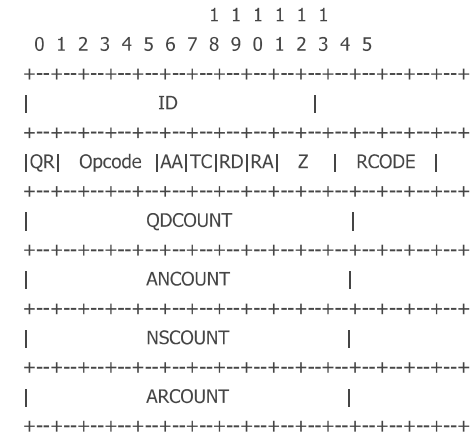 1 1 1 1 1 1
0 1 2 3 4 5 6 7 8 9 0 1 2 3 4 5
+--+--+--+--+--+--+--+--+--+--+--+--+--+--+--+--+
| ID |
+--+--+--+--+--+--+--+--+--+--+--+--+--+--+--+--+
|QR| Opcode |AA|TC|RD|RA| Z | RCODE |
+--+--+--+--+--+--+--+--+--+--+--+--+--+--+--+--+
| QDCOUNT |
+--+--+--+--+--+--+--+--+--+--+--+--+--+--+--+--+
| ANCOUNT |
+--+--+--+--+--+--+--+--+--+--+--+--+--+--+--+--+
| NSCOUNT |
+--+--+--+--+--+--+--+--+--+--+--+--+--+--+--+--+
| ARCOUNT |
+--+--+--+--+--+--+--+--+--+--+--+--+--+--+--+--+